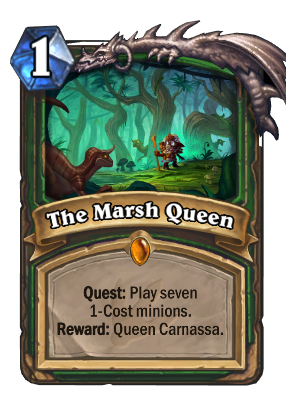 1
The Marsh Queen
Quest: Play seven
1-Cost minions.
Reward: Queen Carnassa.